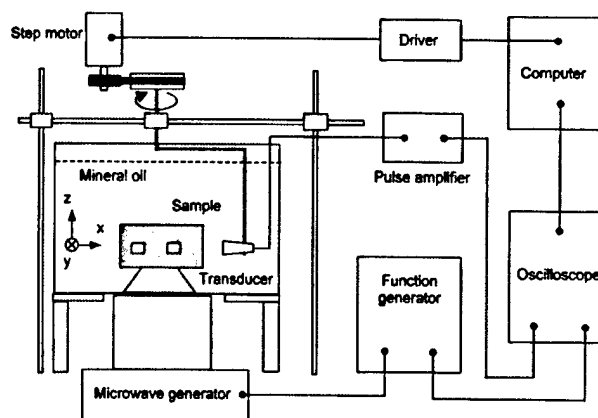 Step motor
Driver
Computer
Pulse amplifier
Mineral oil
z
Sample
x
y
Transducer
Function
generator
Oscilloscope
Microwave generator